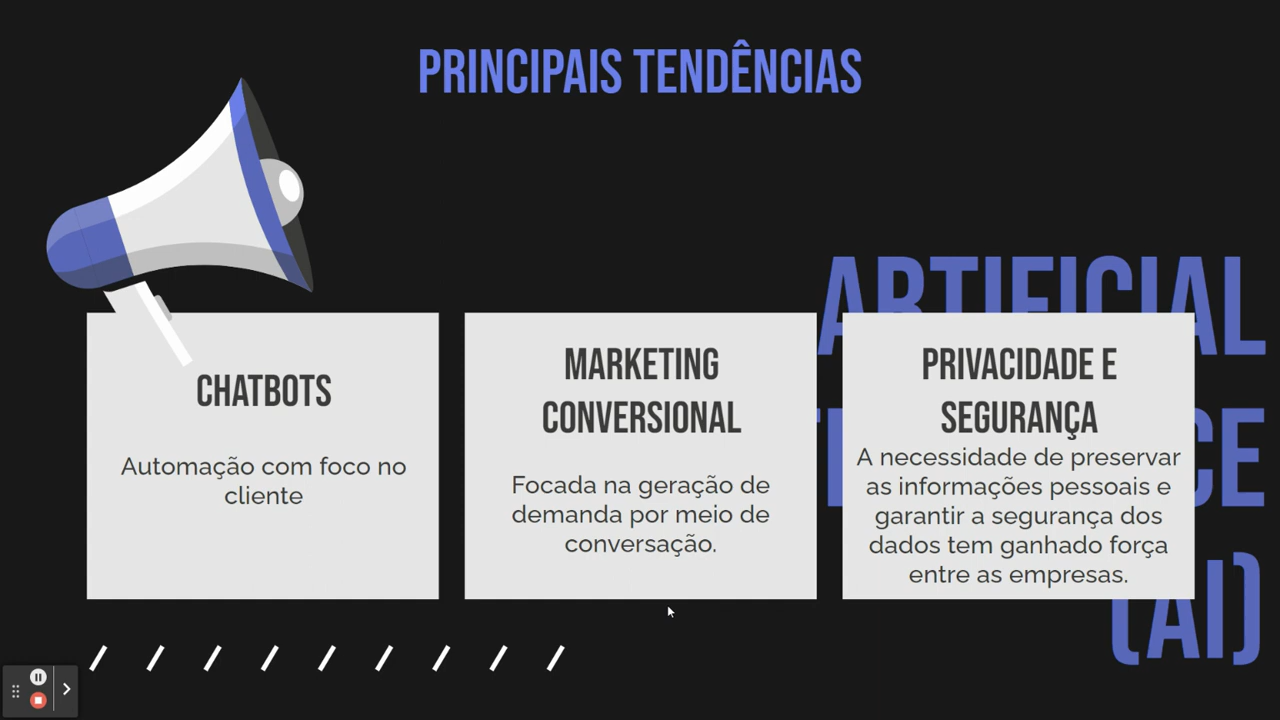 PRINCIPAIS TENDÊNCIAS
ARTIFICIAL
CHATBOTS
Automação com foco no
cliente
MARKETING
CONVERSIONAL
Focada na geração de
demanda por meio de
conversação.
PRIVACIDADE E
SEGURANÇA
A necessidade de preservar
as informações pessoais e
garantir a segurança dos
dados tem ganhado força
entre as empresas.
(AI)